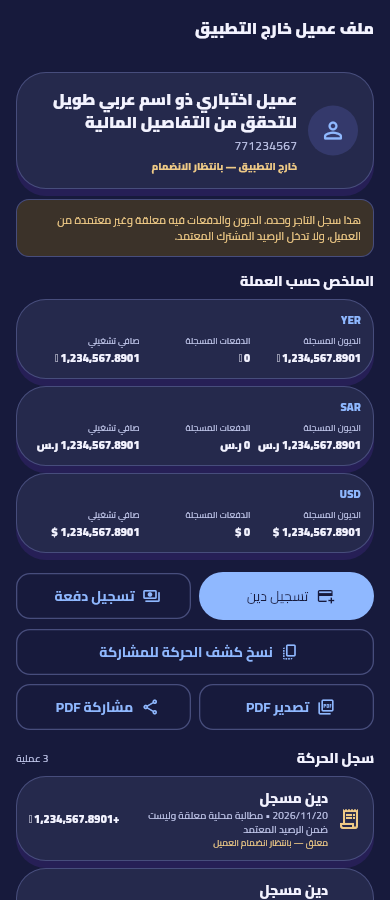 ملف عميل خارج التطبيق
عميل اختباري ذو اسم عربي طويل
للتحقق من التفاصيل المالية
771234567
خارج التطبيق — بانتظار الانضمام
هذا سجل التاجر وحده. الديون والدفعات فيه معلقة وغير معتمدة من
العميل، ولا تدخل الرصيد المشترك المعتمد.
الملخص حسب العملة
YER
الديون المسجلة الدفعات المسجلة صافي تشغيلي
1,234,567.8901 0 1,234,567.8901
SAR
الديون المسجلة الدفعات المسجلة صافي تشغيلي
1,234,567.8901 ر.س 0 ر.س 1,234,567.8901 ر.س
USD
الديون المسجلة الدفعات المسجلة صافي تشغيلي
1,234,567.8901 $ 0 $ 1,234,567.8901 $
تسجيل دين تسجيل دفعة
نسخ كشف الحركة للمشاركة
تصدير PDF مشاركة PDF
سجل الحركة 3 عملية
دين مسجل
2026/11/20 • مطالبة محلية معلقة وليست +1,234,567.8901
ضمن الرصيد المعتمد
معلق — بانتظار انضمام العميل
دين مسجل